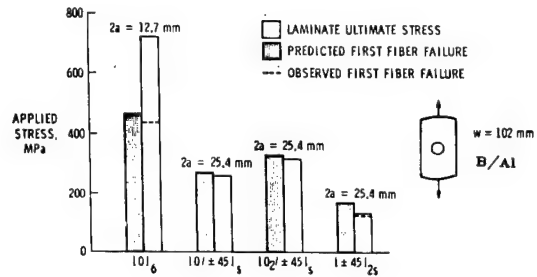 800
600
400
200
0
APPLIED
STRESS,
MPa
LAMINATE ULTIMATE STRESS
PREDICTED FIRST FIBER FAILURE
OBSERVED FIRST FIBER FAILURE
2a = 12.7 mm
2a = 25.4 mm
2a = 25.4 mm
2a = 25.4 mm
w = 102 mm
B/Al
[0]6
[0/±45]s
[02/±45]s
[±45]2s